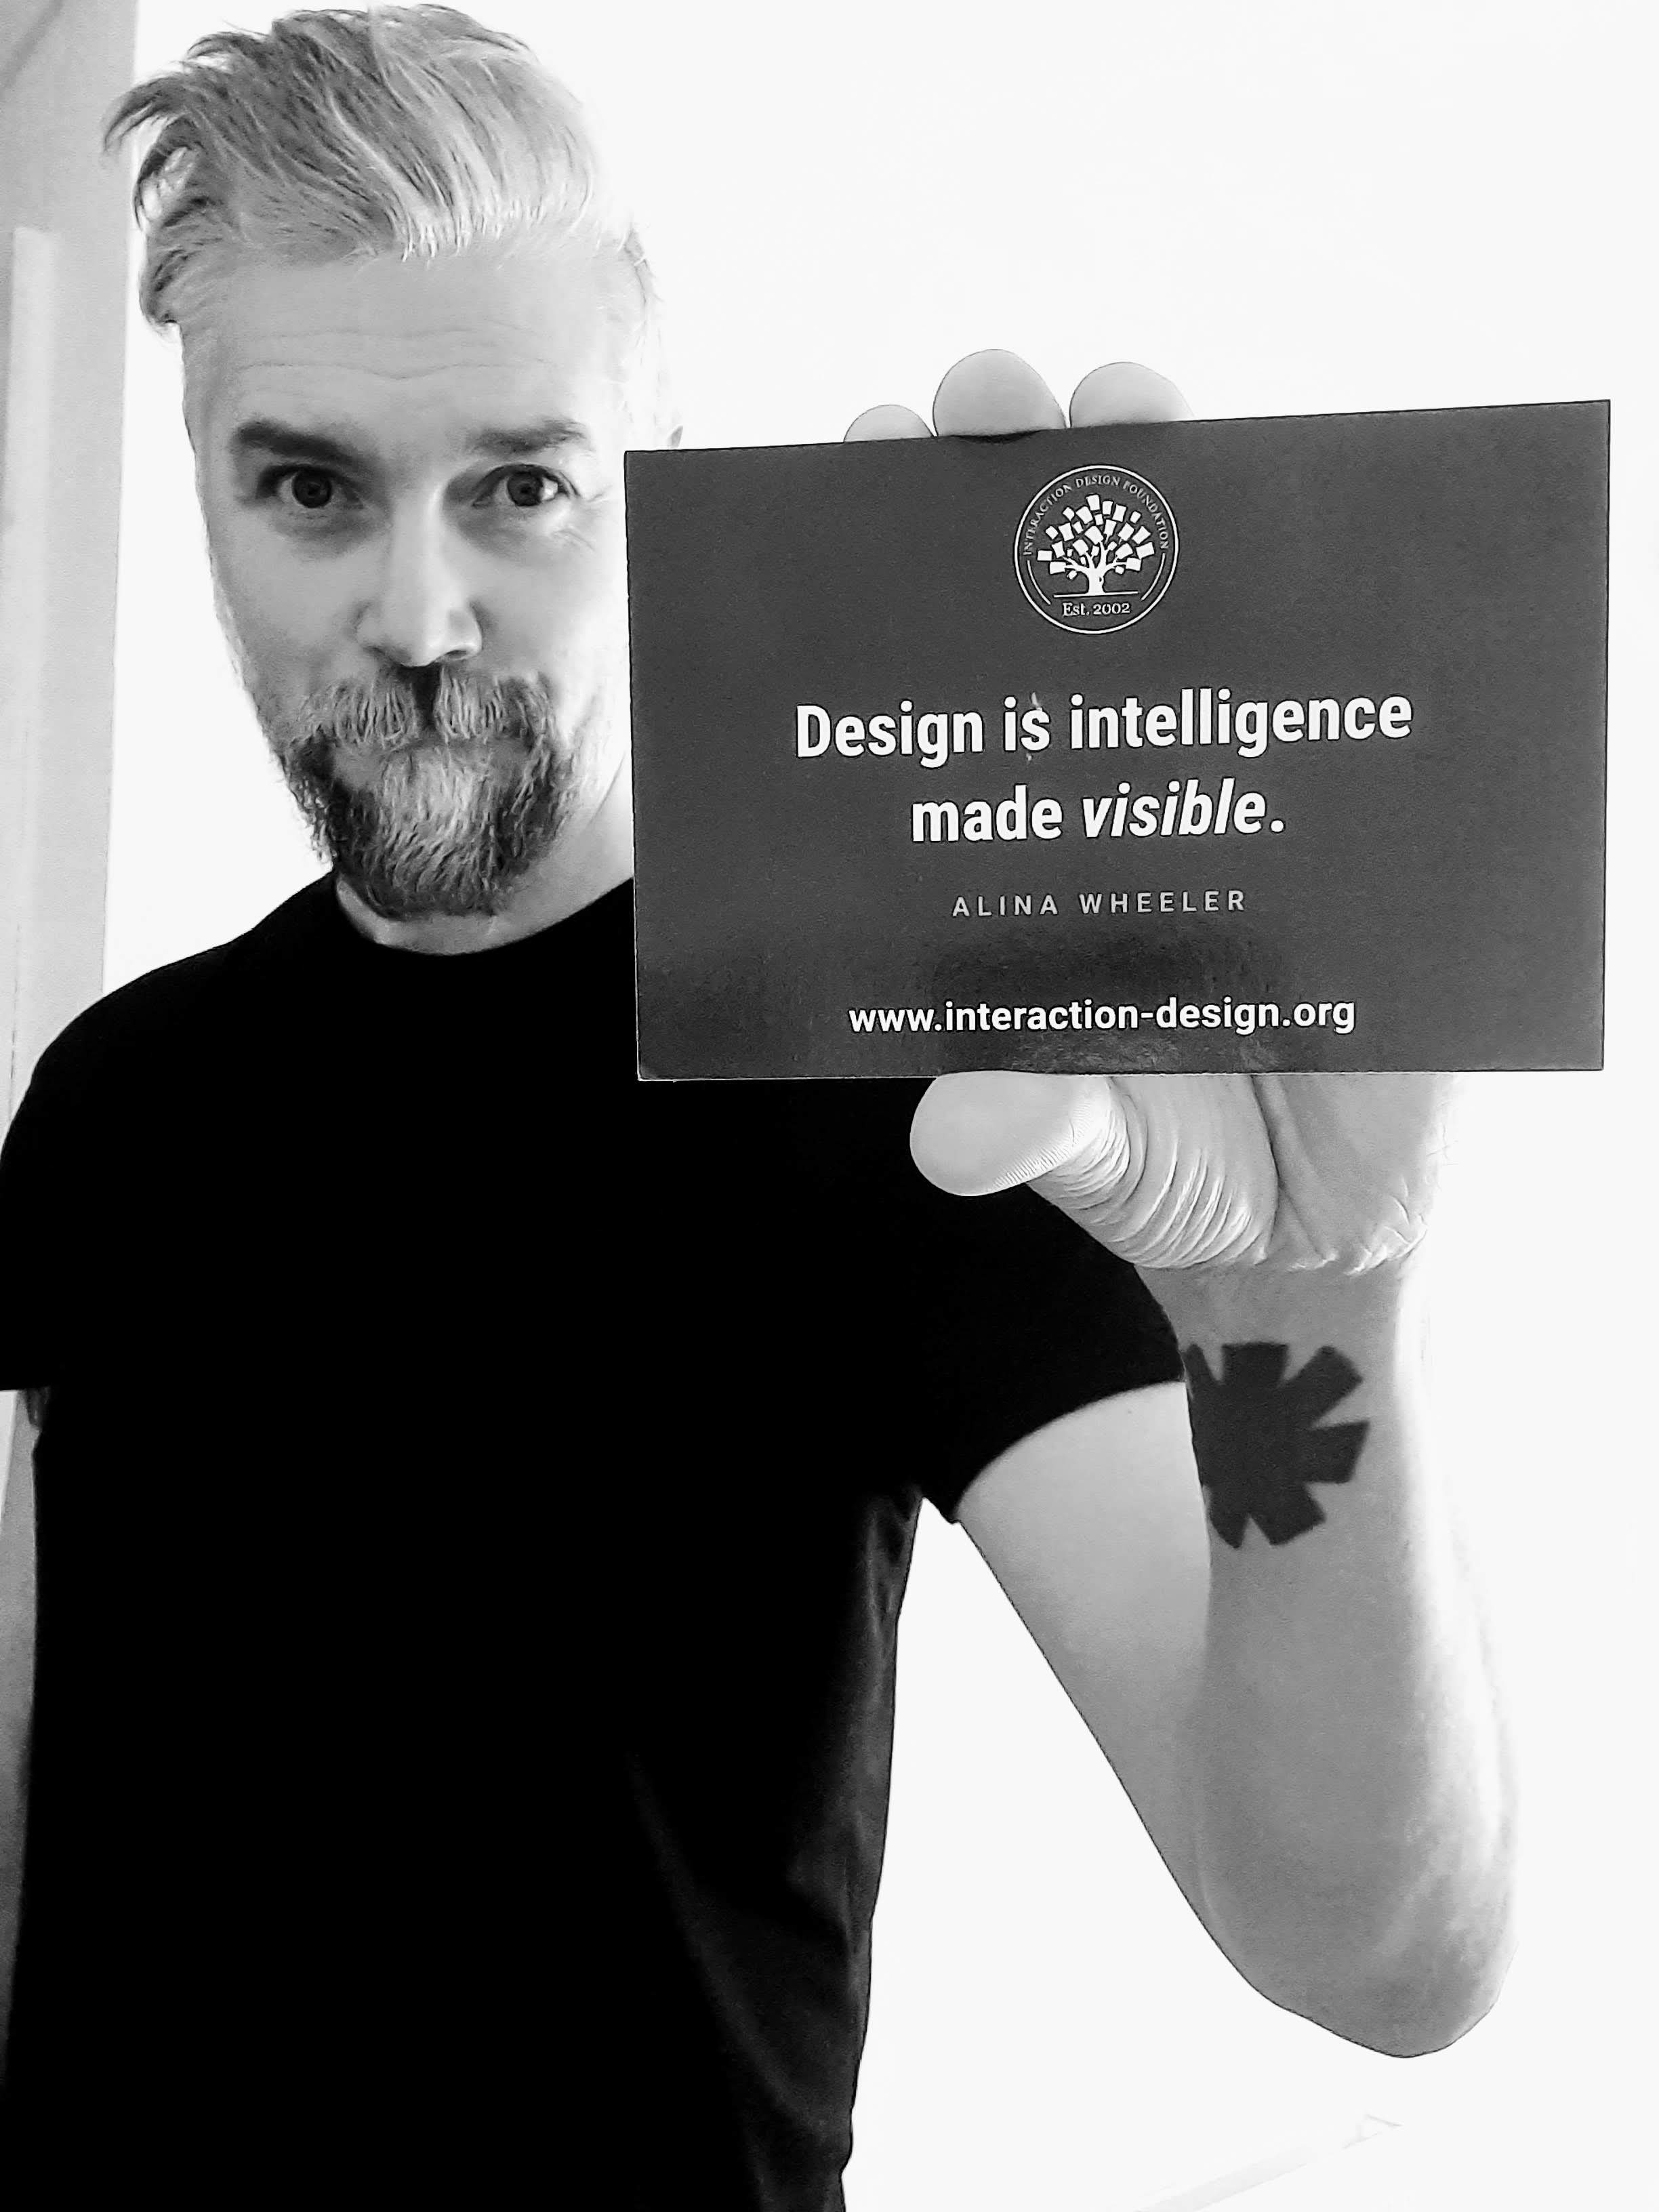 INTERACTION DESIGN FOUNDATION
Est. 2002
Design is intelligence
made visible.
ALINA WHEELER
www.interaction-design.org